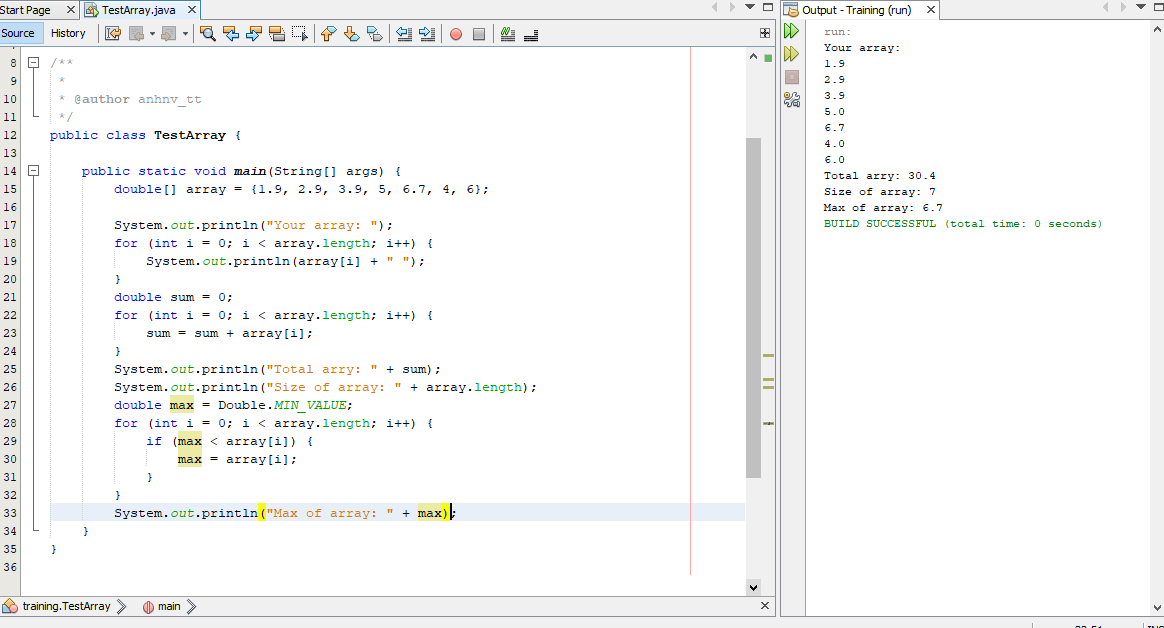 Start Page TestArray.java
Source History
8 /**
9 *
10 * @author anhnv_tt
11 */
12 public class TestArray {
13
14 public static void main(String[] args) {
15 double[] array = {1.9, 2.9, 3.9, 5, 6.7, 4, 6};
16
17 System.out.println("Your array: ");
18 for (int i = 0; i < array.length; i++) {
19 System.out.println(array[i] + " ");
20 }
21 double sum = 0;
22 for (int i = 0; i < array.length; i++) {
23 sum = sum + array[i];
24 }
25 System.out.println("Total arry: " + sum);
26 System.out.println("Size of array: " + array.length);
27 double max = Double.MIN_VALUE;
28 for (int i = 0; i < array.length; i++) {
29 if (max < array[i]) {
30 max = array[i];
31 }
32 }
33 System.out.println("Max of array: " + max);
34 }
35 }
36
training.TestArray main
Output - Training (run)
run:
Your array:
1.9
2.9
3.9
5.0
6.7
4.0
6.0
Total arry: 30.4
Size of array: 7
Max of array: 6.7
BUILD SUCCESSFUL (total time: 0 seconds)